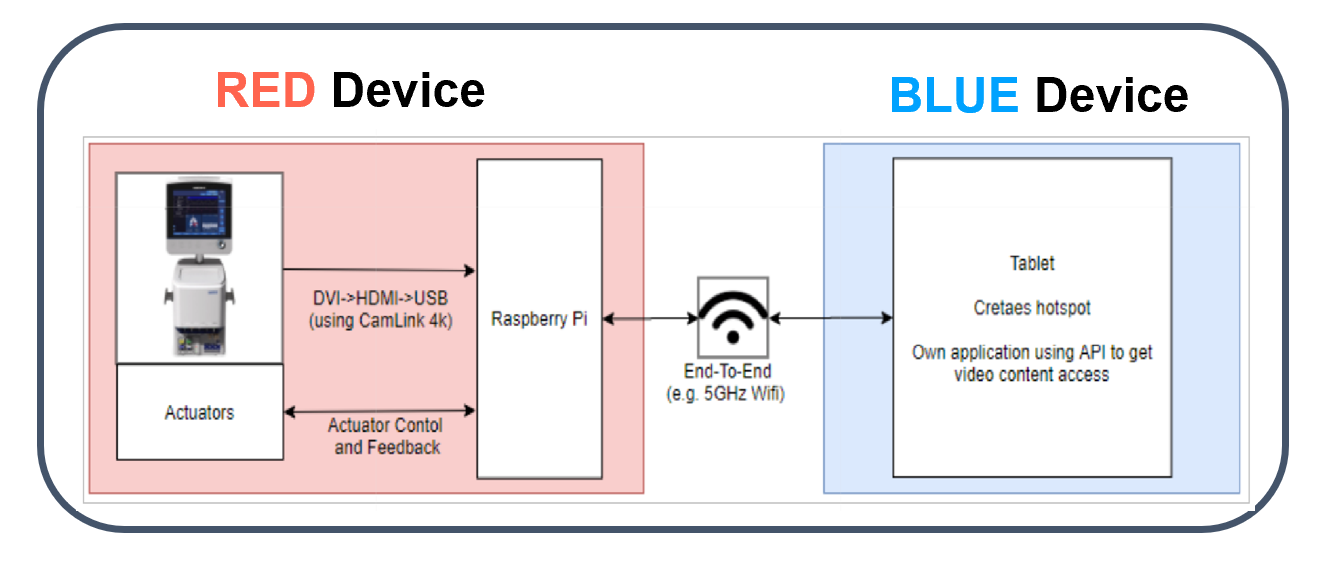 RED Device
BLUE Device
DVI->HDMI->USB
(using CamLink 4k)
Raspberry Pi
Actuators
Actuator Contol
and Feedback
End-To-End
(e.g. 5GHz Wifi)
Tablet
Cretaes hotspot
Own application using API to get
video content access